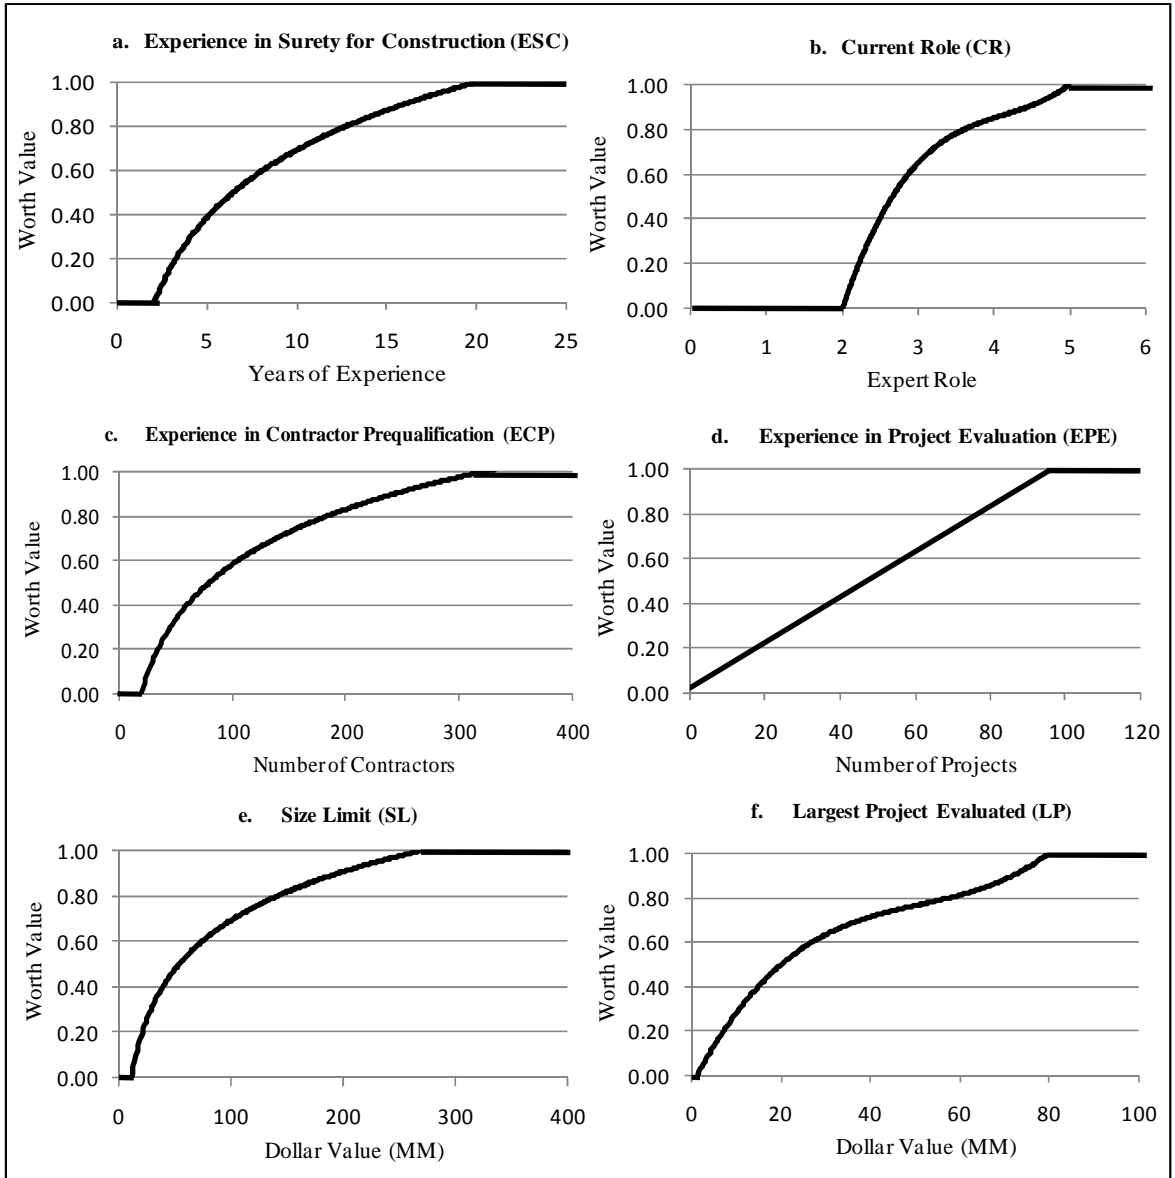 a. Experience in Surety for Construction (ESC)
1.00
0.80
0.60
0.40
0.20
0.00
Worth Value
0 5 10 15 20 25
Years of Experience
b. Current Role (CR)
1.00
0.80
0.60
0.40
0.20
0.00
Worth Value
0 1 2 3 4 5 6
Expert Role
c. Experience in Contractor Prequalification (ECP)
1.00
0.80
0.60
0.40
0.20
0.00
Worth Value
0 100 200 300 400
Number of Contractors
d. Experience in Project Evaluation (EPE)
1.00
0.80
0.60
0.40
0.20
0.00
Worth Value
0 20 40 60 80 100 120
Number of Projects
e. Size Limit (SL)
1.00
0.80
0.60
0.40
0.20
0.00
Worth Value
0 100 200 300 400
Dollar Value (MM)
f. Largest Project Evaluated (LP)
1.00
0.80
0.60
0.40
0.20
0.00
Worth Value
0 20 40 60 80 100
Dollar Value (MM)